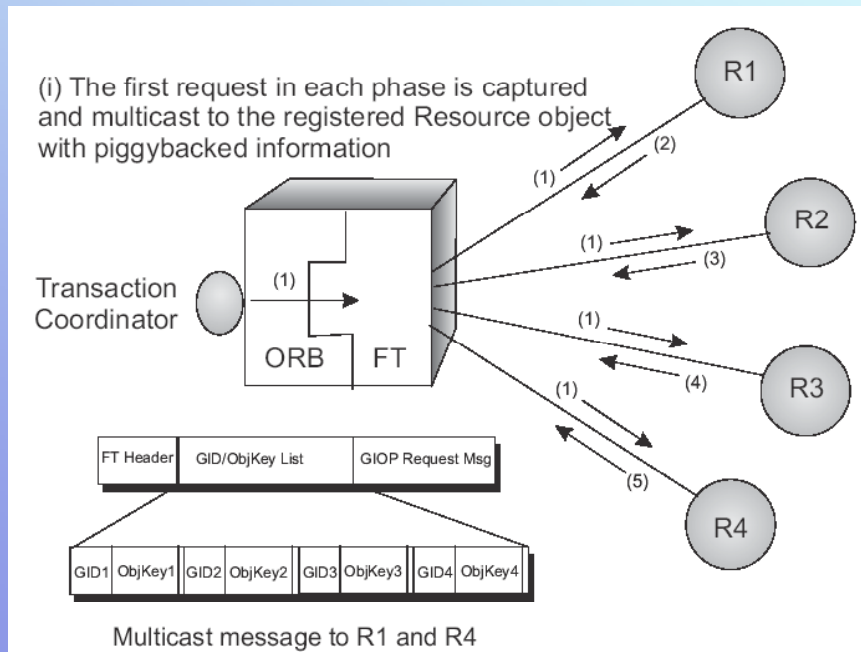 (i) The first request in each phase is captured
and multicast to the registered Resource object
with piggybacked information
R1
(1)
(2)
R2
(1)
(3)
Transaction
Coordinator
(1)
ORB
FT
(1)
(4)
R3
(1)
(5)
R4
FT Header
GID/ObjKey List
GIOP Request Msg
GID1
ObjKey1
GID2
ObjKey2
GID3
ObjKey3
GID4
ObjKey4
Multicast message to R1 and R4